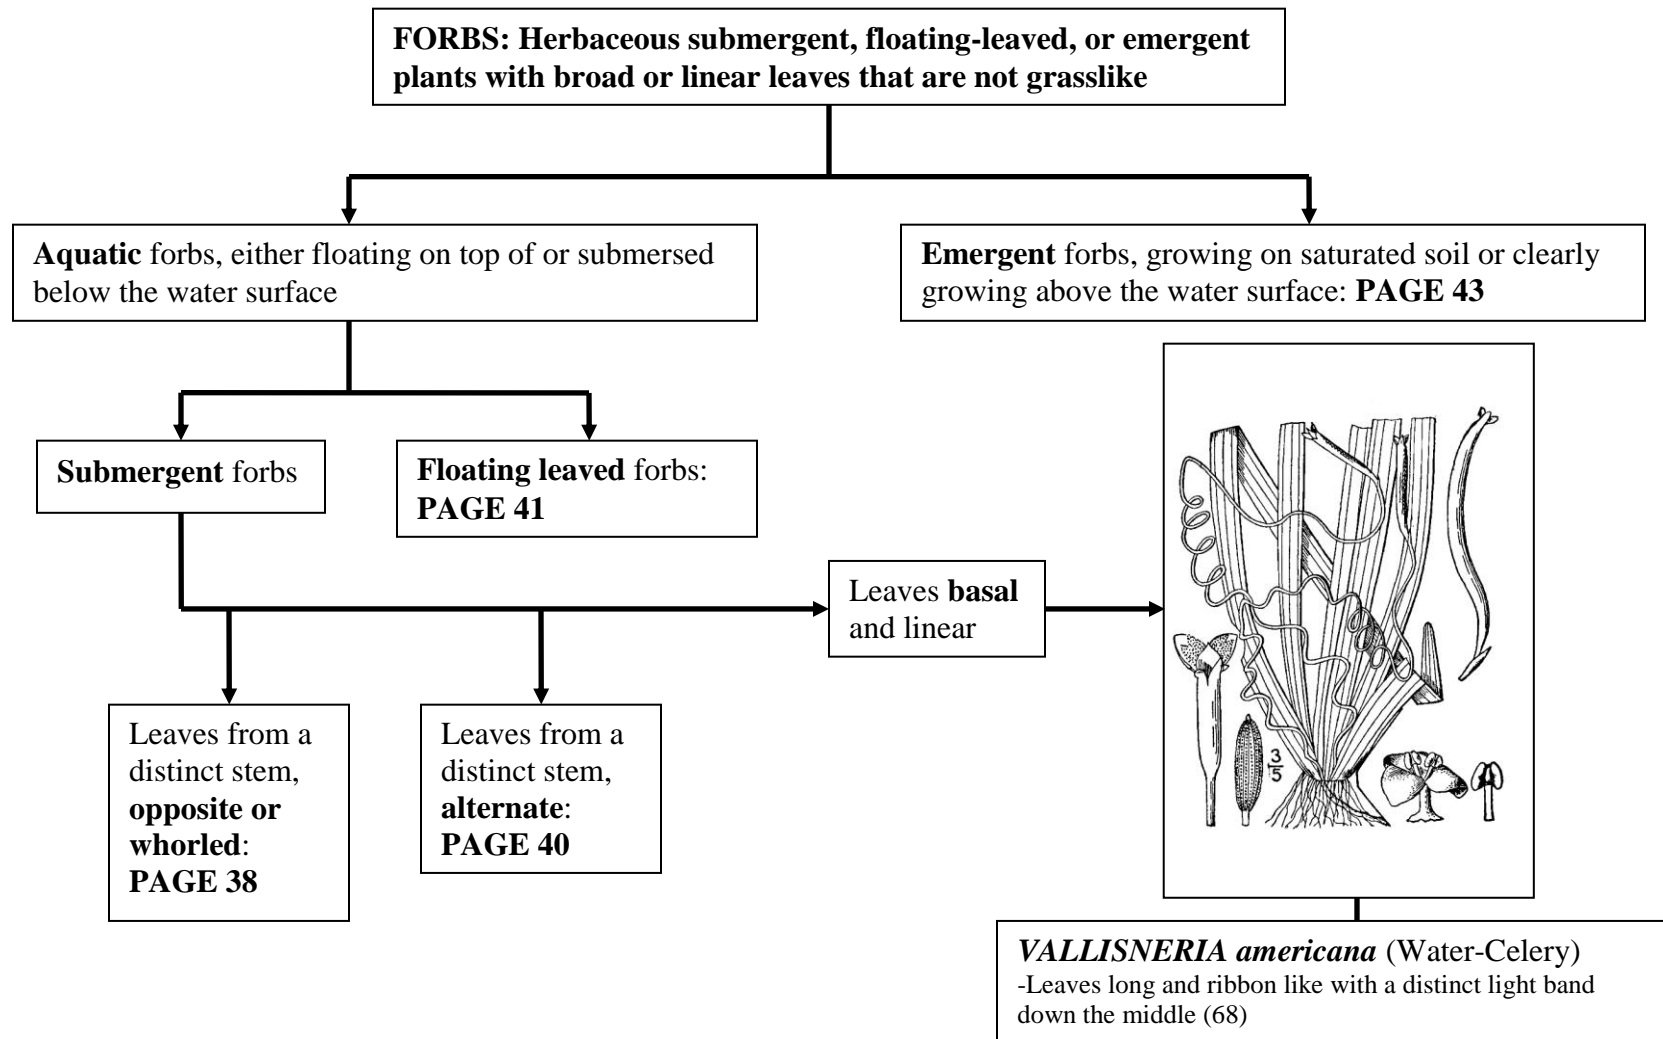 FORBS: Herbaceous submergent, floating-leaved, or emergent
plants with broad or linear leaves that are not grasslike
Aquatic forbs, either floating on top of or submersed
below the water surface
Emergent forbs, growing on saturated soil or clearly
growing above the water surface: PAGE 43
Submergent forbs
Floating leaved forbs:
PAGE 41
Leaves basal
and linear
Leaves from a
distinct stem,
opposite or
whorled:
PAGE 38
Leaves from a
distinct stem,
alternate:
PAGE 40
3
5
VALLISNERIA americana (Water-Celery)
-Leaves long and ribbon like with a distinct light band
down the middle (68)